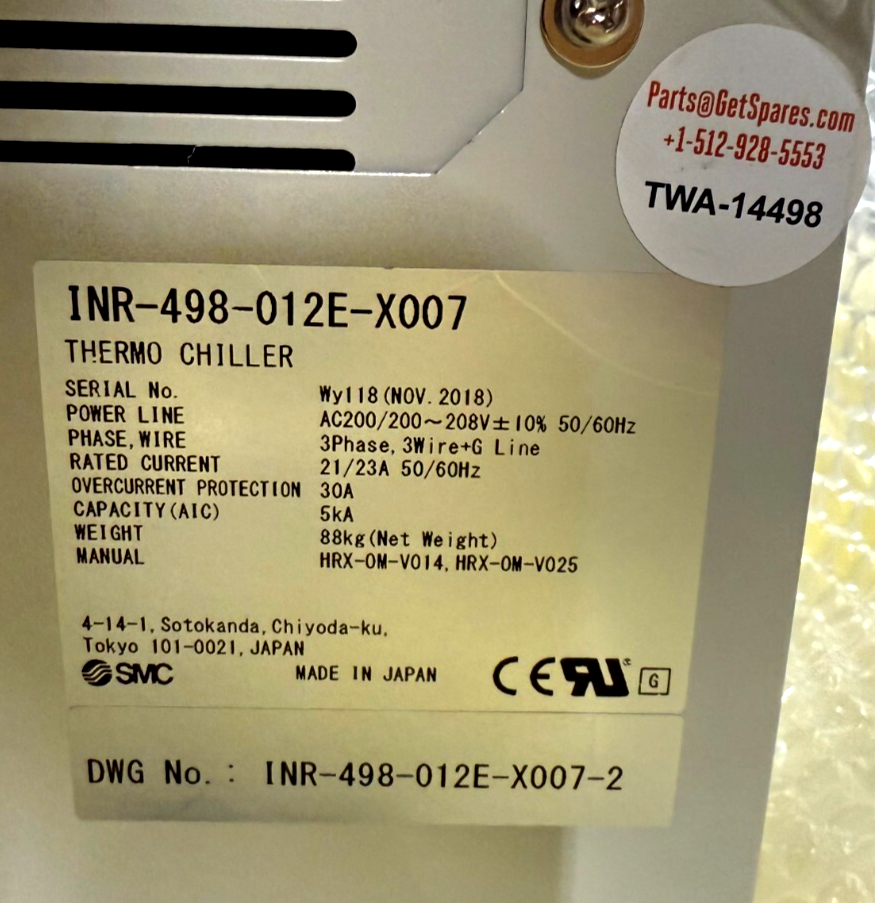 Parts@GetSpares.com
+1-512-928-5553
TWA-14498
INR-498-012E-X007
THERMO CHILLER
SERIAL No. Wy118(NOV. 2018)
POWER LINE AC200/200~208V±10% 50/60Hz
PHASE,WIRE 3Phase, 3Wire+G Line
RATED CURRENT 21/23A 50/60Hz
OVERCURRENT PROTECTION 30A
CAPACITY(AIC) 5kA
WEIGHT 88kg(Net Weight)
MANUAL HRX-OM-V014, HRX-OM-V025
4-14-1, Sotokanda, Chiyoda-ku,
Tokyo 101-0021, JAPAN
SMC MADE IN JAPAN CE RU G
DWG No. : INR-498-012E-X007-2